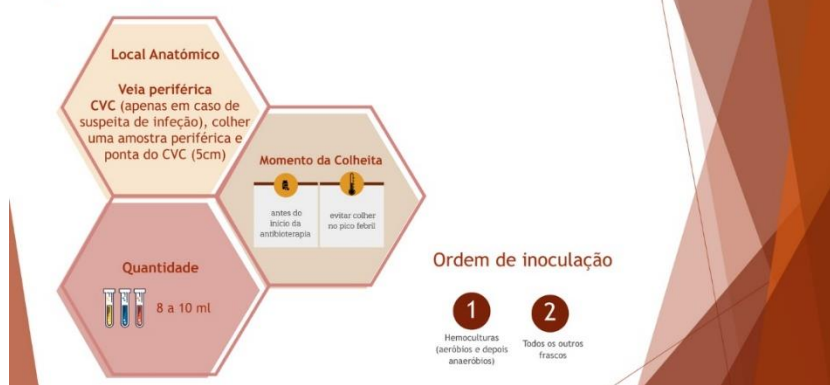 Local Anatómico
Veia periférica
CVC (apenas em caso de
suspeita de infeção), colher
uma amostra periférica e
ponta do CVC (5cm)
Momento da Colheita
antes do
início da
antibioterapia
evitar colher
no pico febril
Quantidade
8 a 10 ml
Ordem de inoculação
1
Hemoculturas
(aeróbios e depois
anaeróbios)
2
Todos os outros
frascos